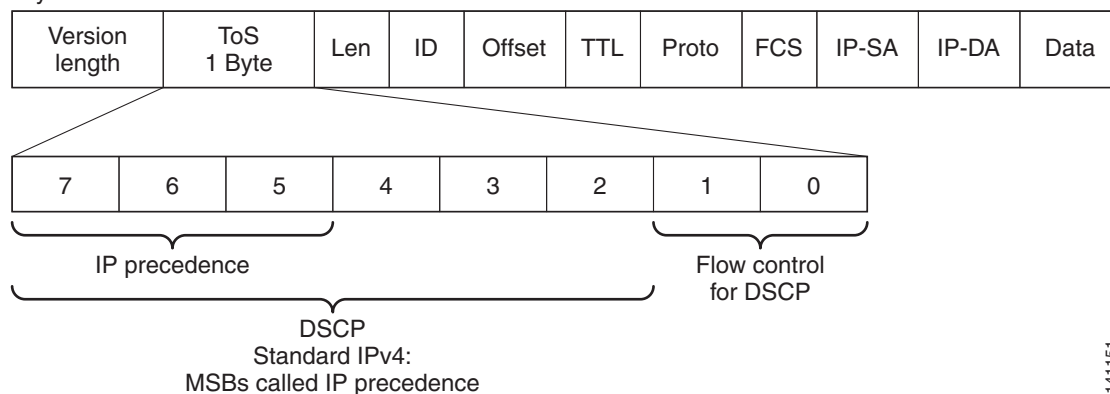 Version length
ToS 1 Byte
Len
ID
Offset
TTL
Proto
FCS
IP-SA
IP-DA
Data
7
6
5
4
3
2
1
0
IP precedence
Flow control
for DSCP
DSCP
Standard IPv4:
MSBs called IP precedence
141151